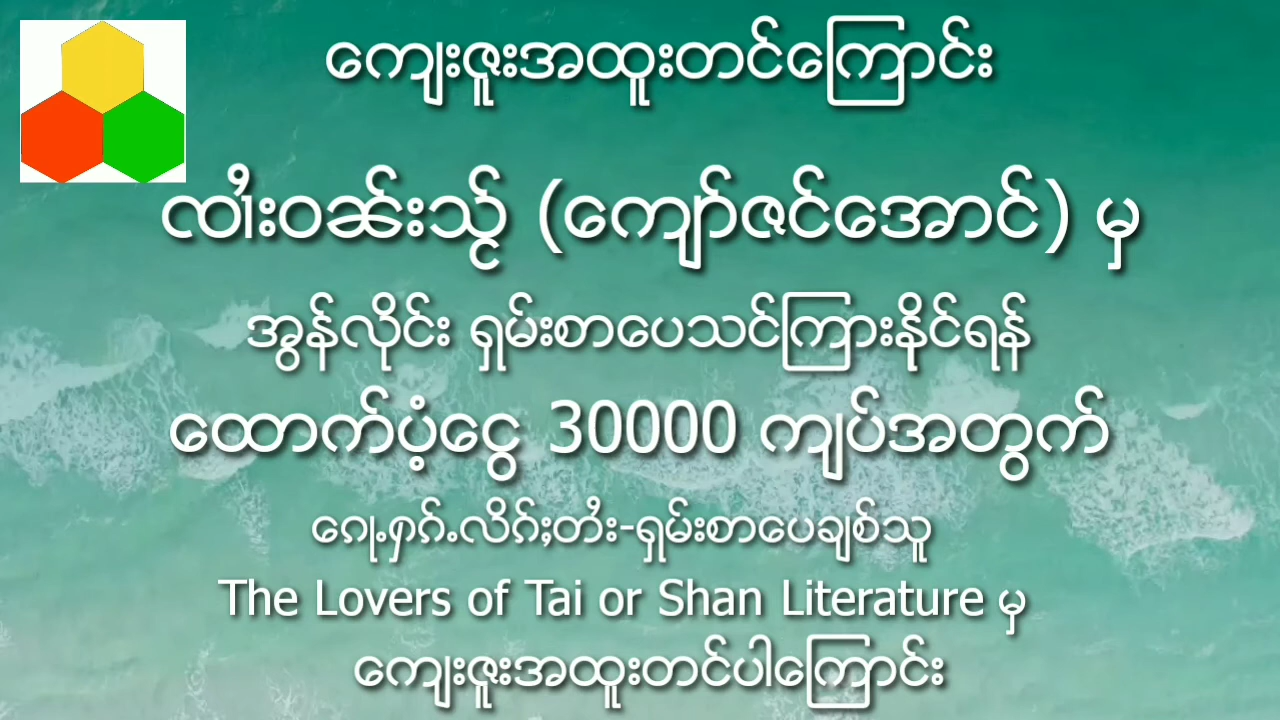 ကျေးဇူးအထူးတင်ကြောင်း
လၢႆးဝၼ်းသႂ် (ကျော်ဇင်အောင်) မှ
အွန်လိုင်း ရှမ်းစာပေသင်ကြားနိုင်ရန်
ထောက်ပံ့ငွေ 30000 ကျပ်အတွက်
ၵေႃႉႁၵ်ႉလိၵ်ႈတႆး-ရှမ်းစာပေချစ်သူ
The Lovers of Tai or Shan Literature မှ
ကျေးဇူးအထူးတင်ပါကြောင်း